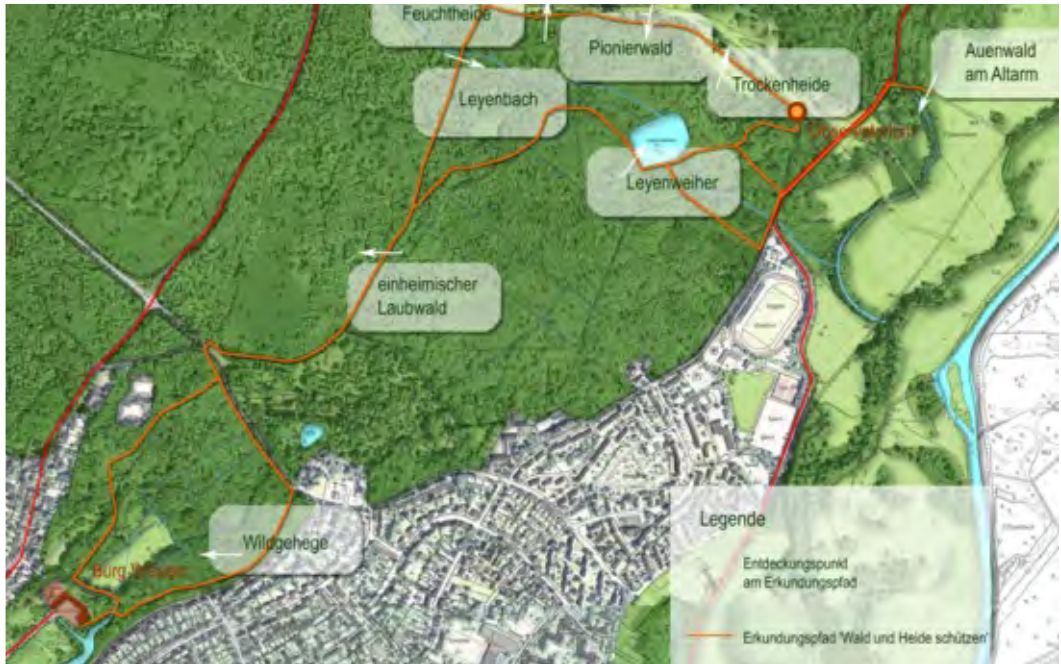 Feuchtheide
Pionierwald
Auenwald
am Altarm
Trockenheide
Leyenbach
Leyenweiher
einheimischer
Laubwald
Wildgehege
Burg
Legende
Entdeckungspunkt
am Erkundungspfad
Erkundungspfad 'Wald und Heide schützen'